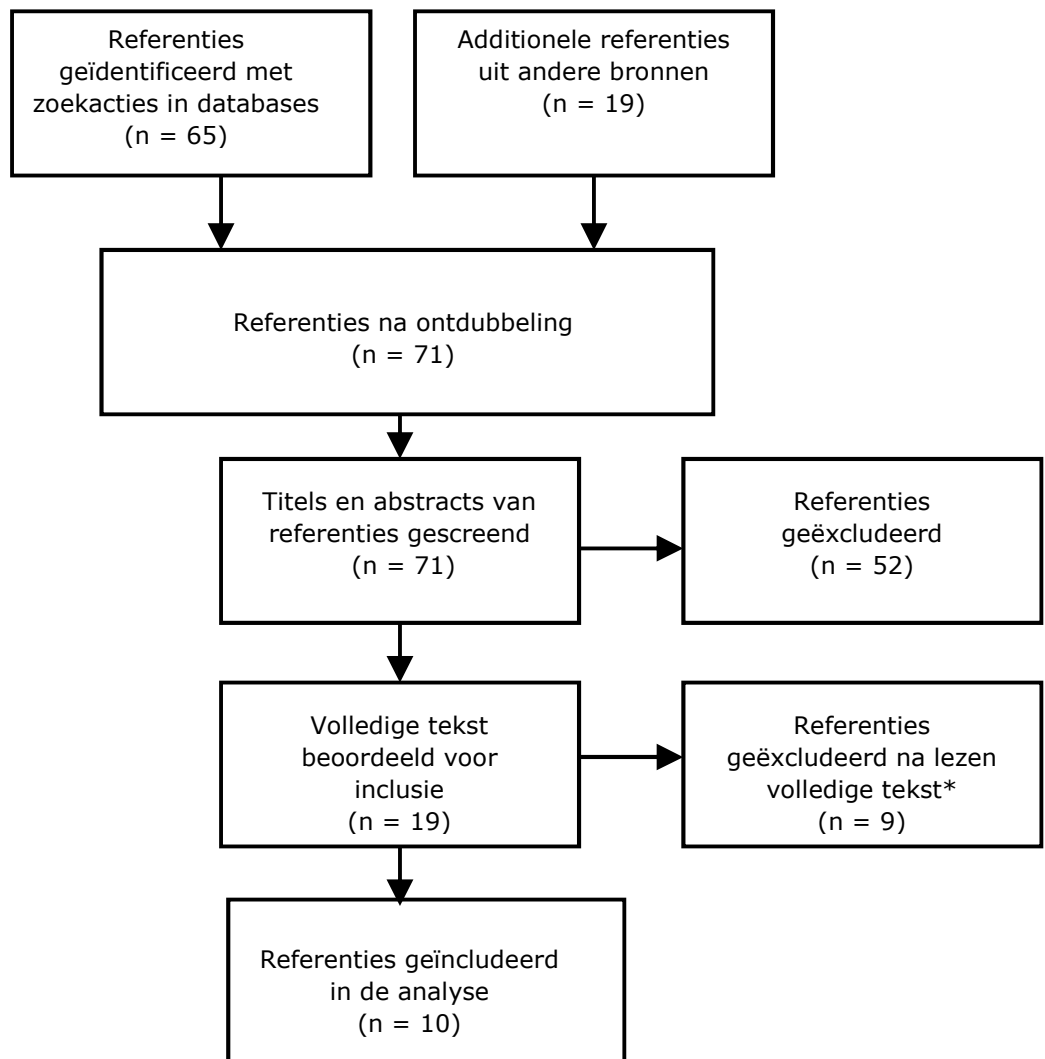 Referenties
geïdentificeerd met
zoekacties in databases
(n = 65)
Additionele referenties
uit andere bronnen
(n = 19)
Referenties na ontdubbeling
(n = 71)
Titels en abstracts van
referenties gescreend
(n = 71)
Referenties
geëxcludeerd
(n = 52)
Volledige tekst
beoordeeld voor
inclusie
(n = 19)
Referenties
geëxcludeerd na lezen
volledige tekst*
(n = 9)
Referenties geïncludeerd
in de analyse
(n = 10)